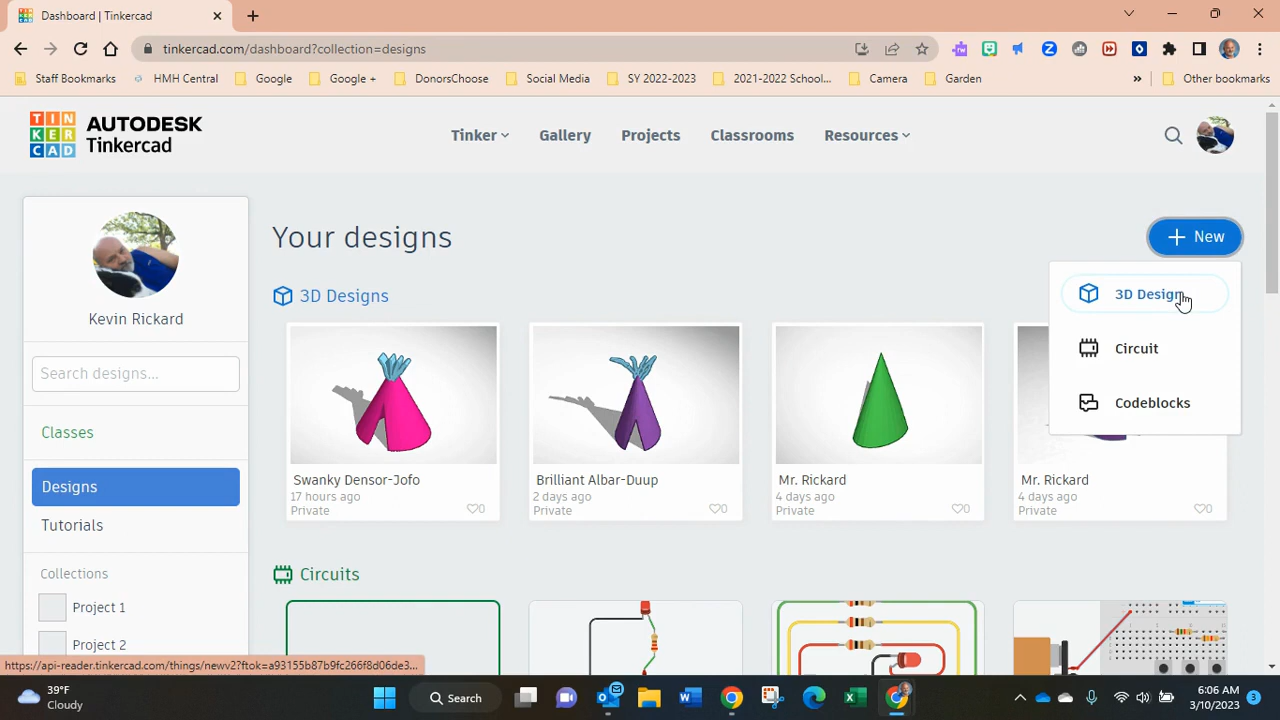 Dashboard | Tinkercad
tinkercad.com/dashboard?collection=designs
Staff Bookmarks
HMH Central
Google
Google +
DonorsChoose
Social Media
SY 2022-2023
2021-2022 School...
Camera
Garden
»
Other bookmarks
TIN
KER
CAD
AUTODESK
Tinkercad
Tinker
Gallery
Projects
Classrooms
Resources
Kevin Rickard
Search designs...
Classes
Designs
Tutorials
Collections
Project 1
Project 2
Your designs
+ New
3D Design
Circuit
Codeblocks
3D Designs
Swanky Densor-Jofo
17 hours ago
Private
0
Brilliant Albar-Duup
2 days ago
Private
0
Mr. Rickard
4 days ago
Private
0
Mr. Rickard
4 days ago
Private
0
Circuits
https://api-reader.tinkercad.com/things/newv2?ftok=a93155b87b9fc266f8d06de3...
39°F
Cloudy
Search
6:06 AM
3/10/2023
3